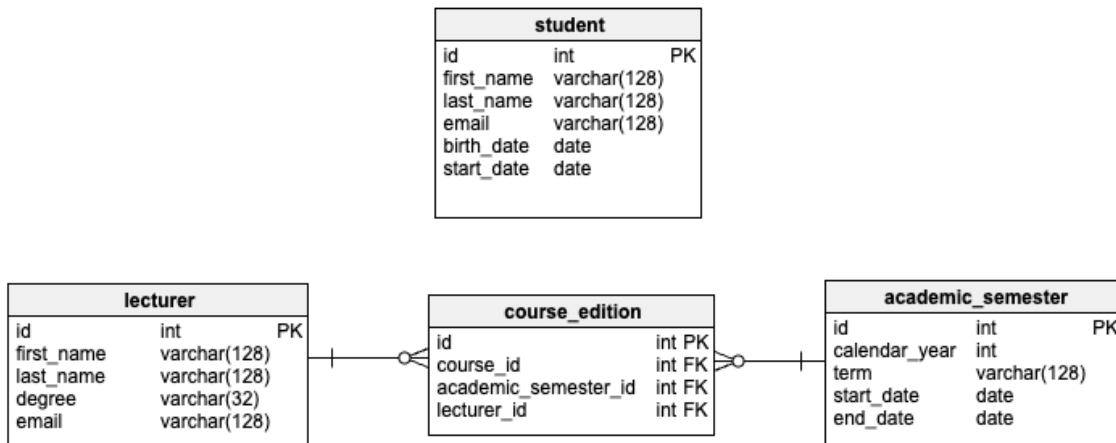 student
id int PK
first_name varchar(128)
last_name varchar(128)
email varchar(128)
birth_date date
start_date date
lecturer
id int PK
first_name varchar(128)
last_name varchar(128)
degree varchar(32)
email varchar(128)
course_edition
id int PK
course_id int FK
academic_semester_id int FK
lecturer_id int FK
academic_semester
id int PK
calendar_year int
term varchar(128)
start_date date
end_date date